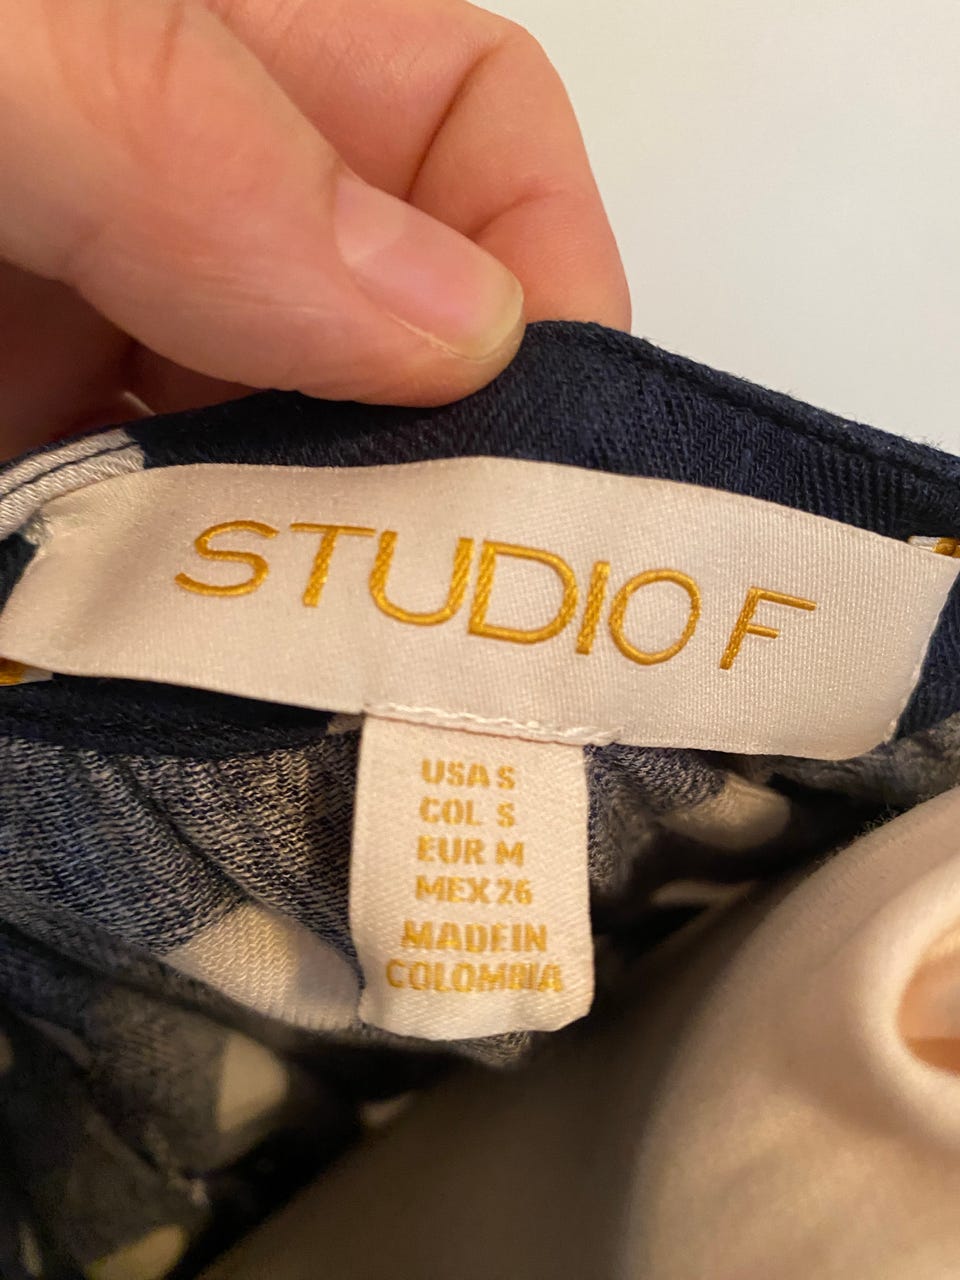 STUDIO F
USA S
COL S
EUR M
MEX 26
MADE IN
COLOMBIA